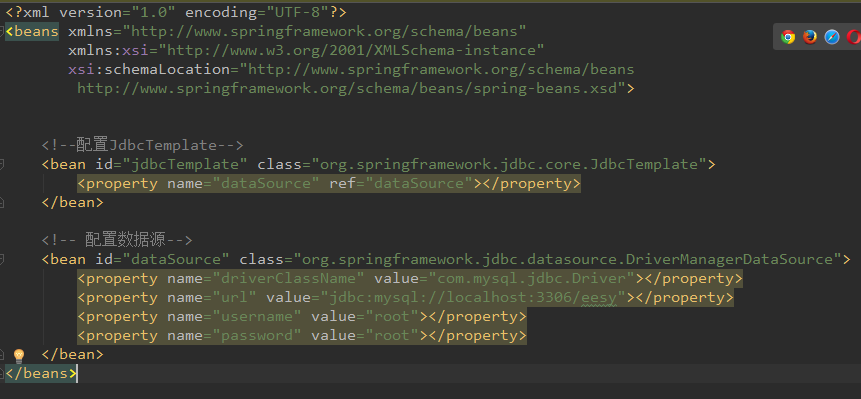 <?xml version="1.0" encoding="UTF-8"?>
<beans xmlns="http://www.springframework.org/schema/beans"
xmlns:xsi="http://www.w3.org/2001/XMLSchema-instance"
xsi:schemaLocation="http://www.springframework.org/schema/beans
http://www.springframework.org/schema/beans/spring-beans.xsd">
<!--配置JdbcTemplate-->
<bean id="jdbcTemplate" class="org.springframework.jdbc.core.JdbcTemplate">
<property name="dataSource" ref="dataSource"></property>
</bean>
<!-- 配置数据源-->
<bean id="dataSource" class="org.springframework.jdbc.datasource.DriverManagerDataSource">
<property name="driverClassName" value="com.mysql.jdbc.Driver"></property>
<property name="url" value="jdbc:mysql://localhost:3306/eesy"></property>
<property name="username" value="root"></property>
<property name="password" value="root"></property>
</bean>
</beans>